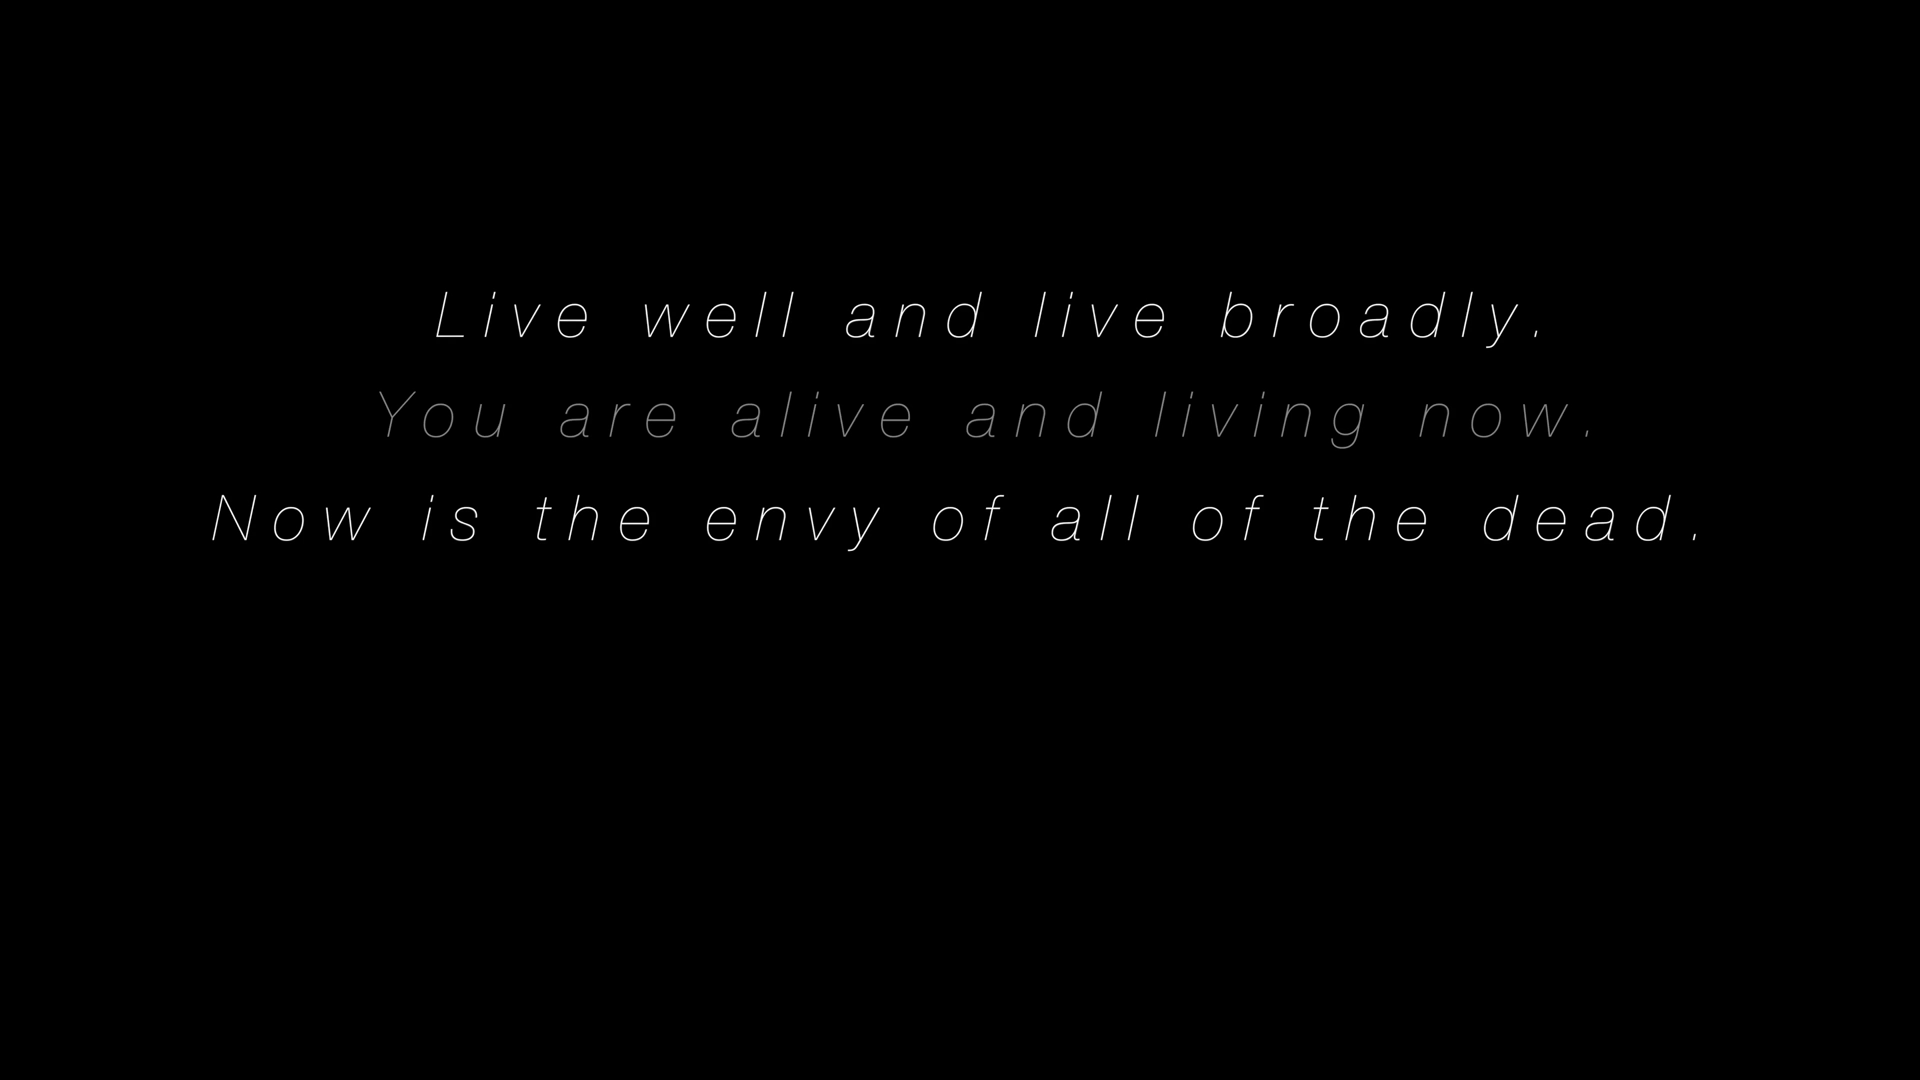 Live well and live broadly.
You are alive and living now.
Now is the envy of all of the dead.